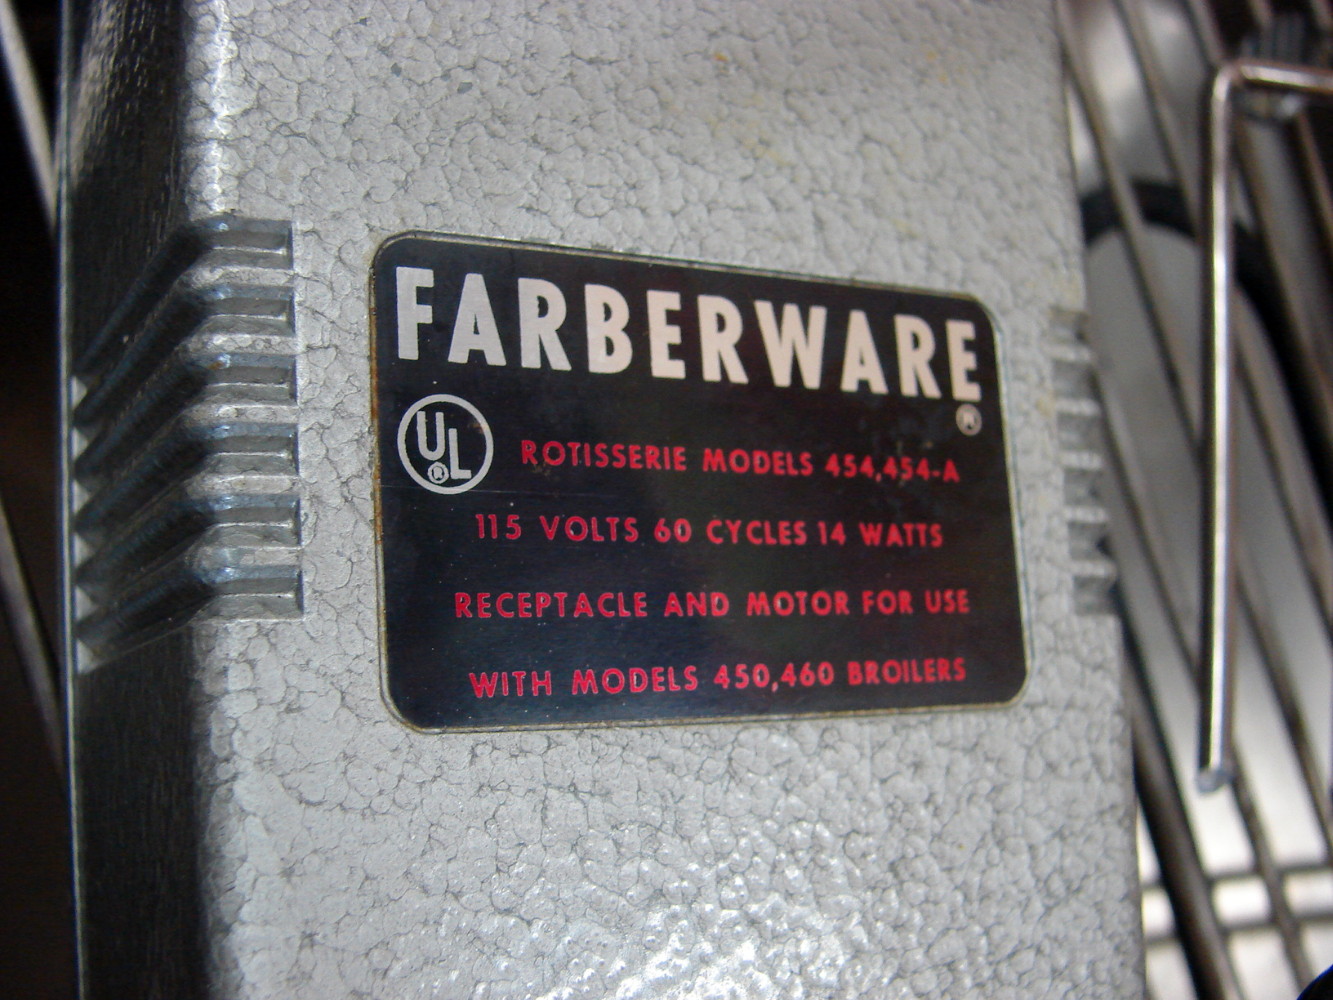 FARBERWARE
®
UL
®
ROTISSERIE MODELS 454,454-A
115 VOLTS 60 CYCLES 14 WATTS
RECEPTACLE AND MOTOR FOR USE
WITH MODELS 450,460 BROILERS